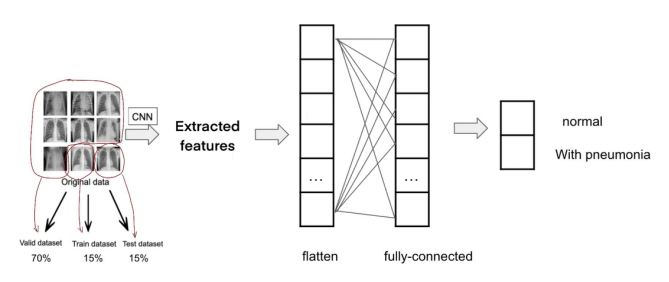 CNN
Extracted
features
Original data
Valid dataset
70%
Train dataset
15%
Test dataset
15%
...
flatten
...
fully-connected
normal
With pneumonia